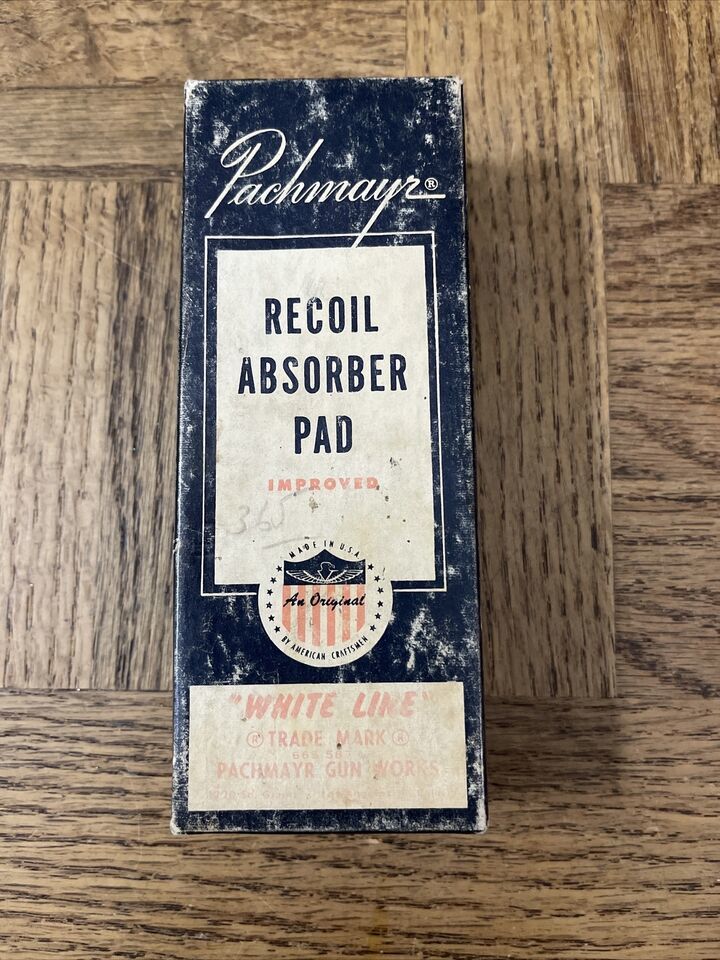 Pachmayr®
RECOIL
ABSORBER
PAD
IMPROVED
365
MADE IN U.S.A.
An Original
BY AMERICAN CRAFTSMEN
"WHITE LINE"
® TRADE MARK ®
PACHMAYR GUN WORKS